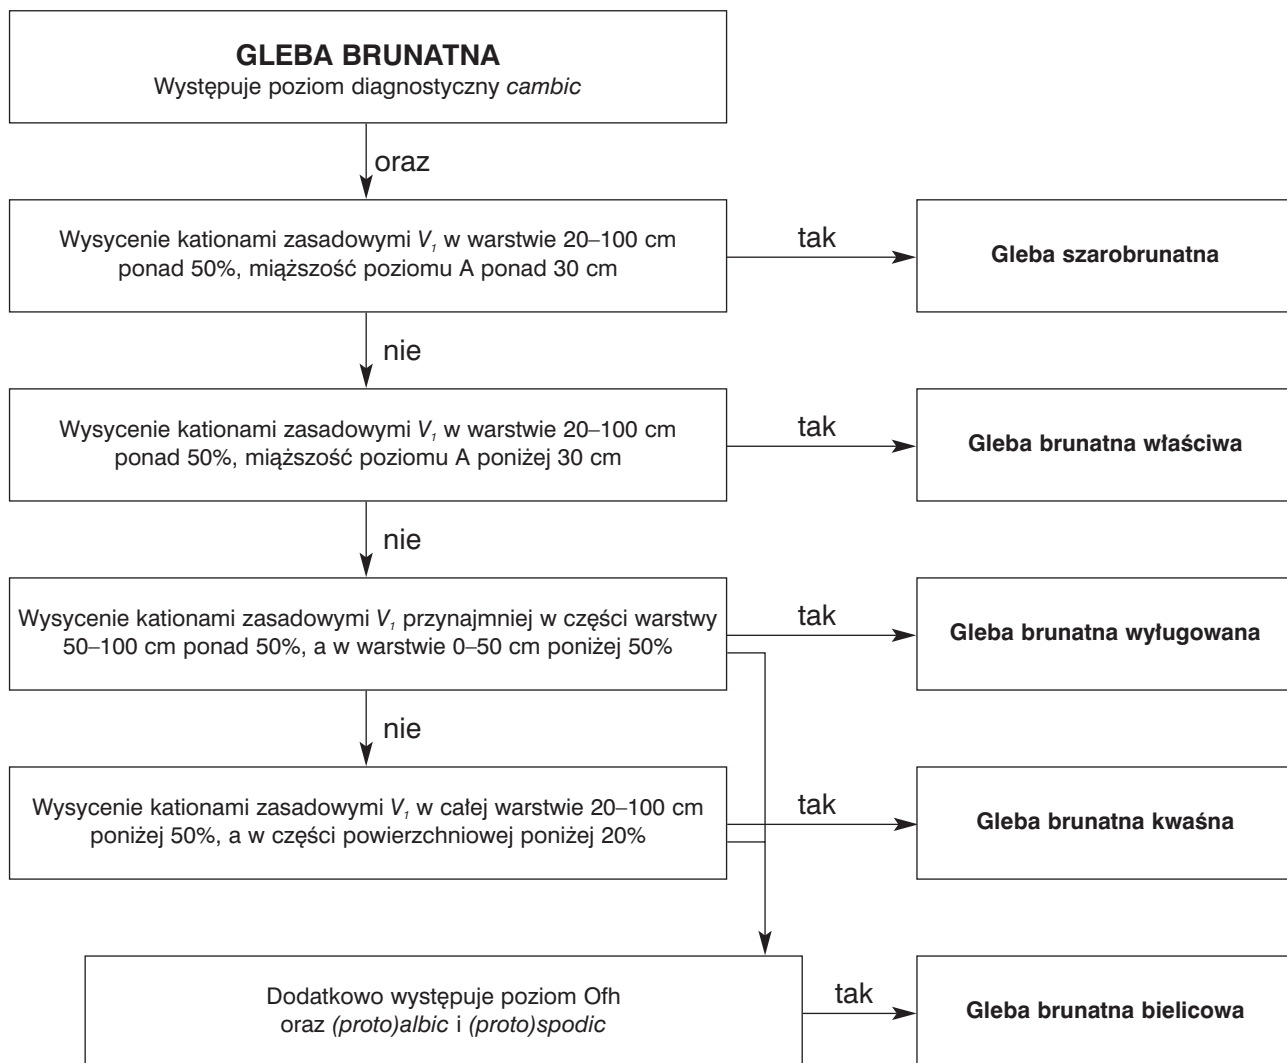 GLEBA BRUNATNA
Występuje poziom diagnostyczny cambic
oraz
Wysycenie kationami zasadowymi V₁ w warstwie 20–100 cm
ponad 50%, miąższość poziomu A ponad 30 cm
tak
Gleba szarobrunatna
nie
Wysycenie kationami zasadowymi V₁ w warstwie 20–100 cm
ponad 50%, miąższość poziomu A poniżej 30 cm
tak
Gleba brunatna właściwa
nie
Wysycenie kationami zasadowymi V₁ przynajmniej w części warstwy
50–100 cm ponad 50%, a w warstwie 0–50 cm poniżej 50%
tak
Gleba brunatna wyługowana
nie
Wysycenie kationami zasadowymi V₁ w całej warstwie 20–100 cm
poniżej 50%, a w części powierzchniowej poniżej 20%
tak
Gleba brunatna kwaśna
Dodatkowo występuje poziom Ofh
oraz (proto)albic i (proto)spodic
tak
Gleba brunatna bielicowa